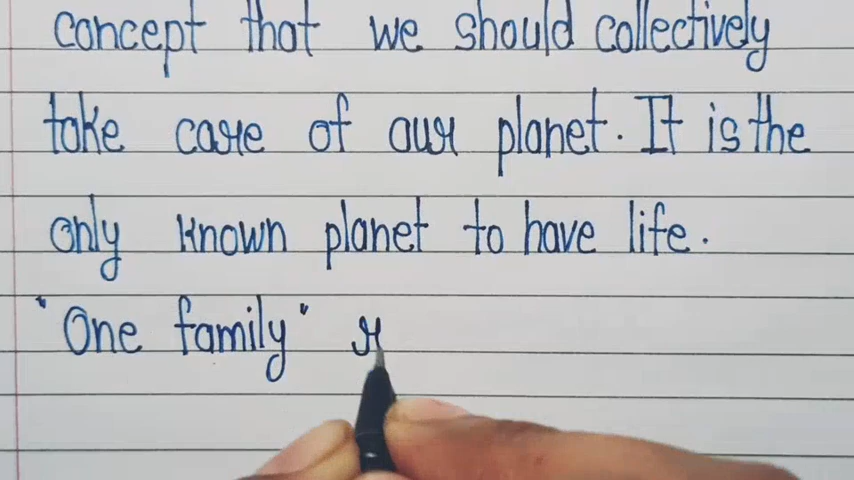 concept that we should collectively
take care of our planet. It is the
only known planet to have life.
"One family" r